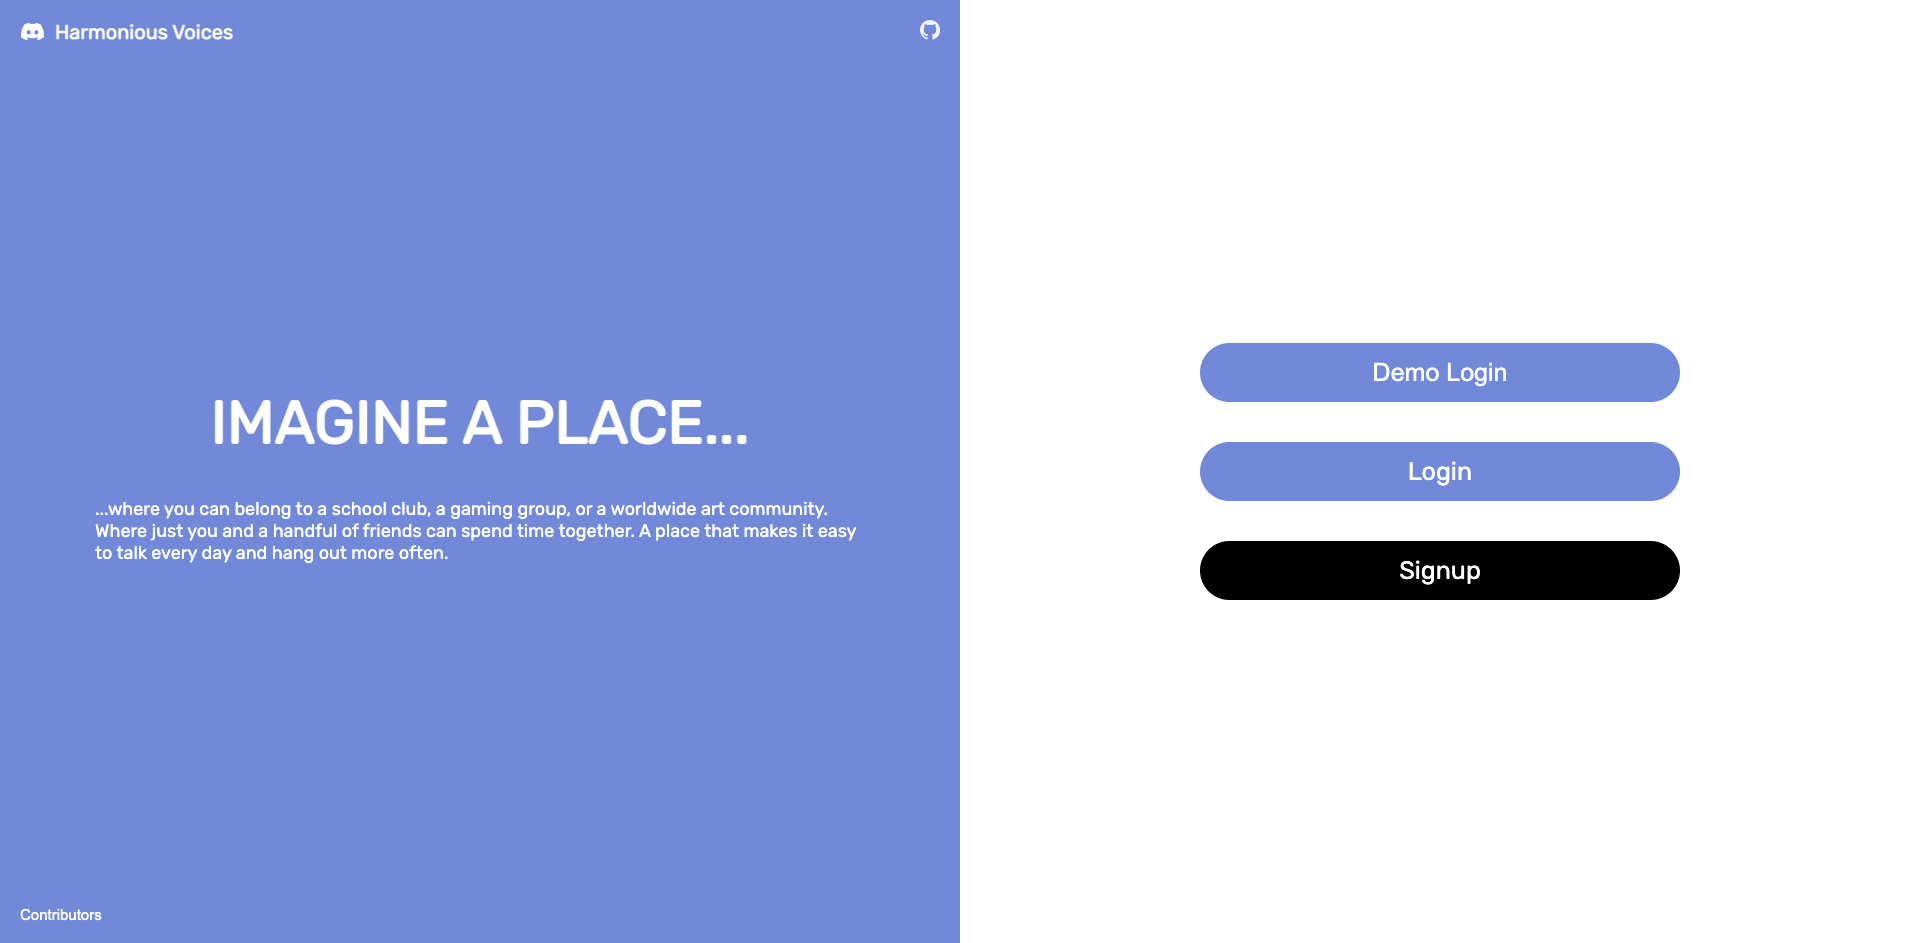 Harmonious Voices
IMAGINE A PLACE...
...where you can belong to a school club, a gaming group, or a worldwide art community.
Where just you and a handful of friends can spend time together. A place that makes it easy
to talk every day and hang out more often.
Contributors
Demo Login
Login
Signup